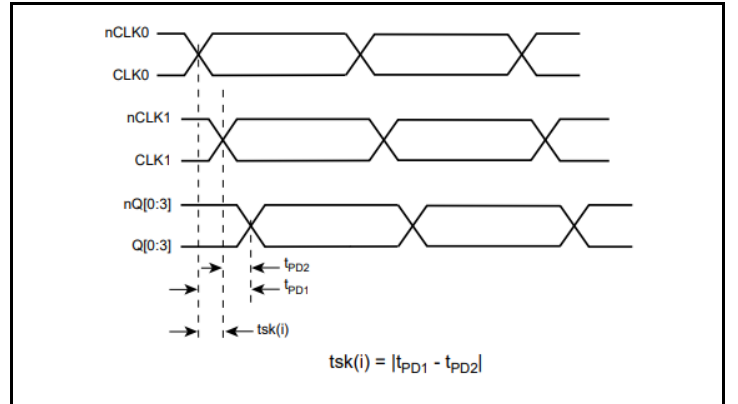 nCLK0
CLK0
nCLK1
CLK1
nQ[0:3]
Q[0:3]
tPD2
tPD1
tsk(i)
tsk(i) = |tPD1 - tPD2|